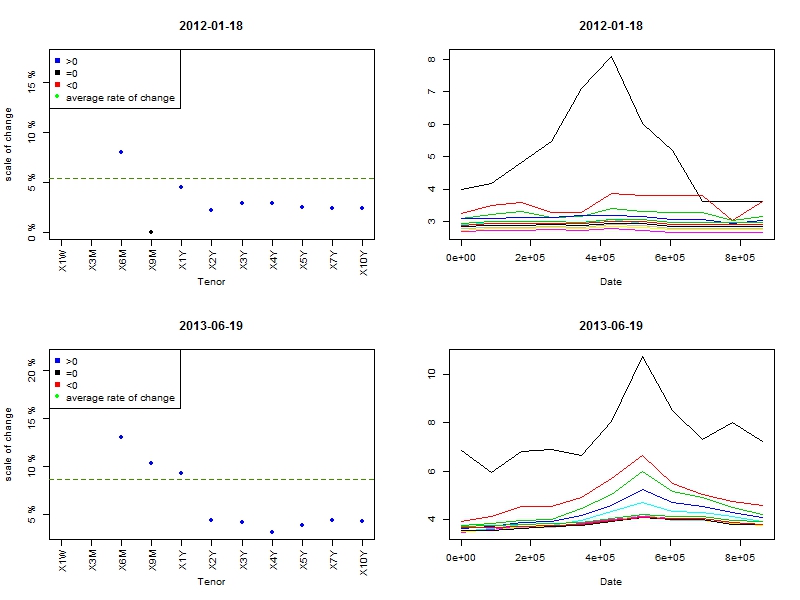 2012-01-18
>0
=0
<0
average rate of change
scale of change
0 %
5 %
10 %
15 %
X1W
X3M
X6M
X9M
X1Y
X2Y
X3Y
X4Y
X5Y
X7Y
X10Y
Tenor
2012-01-18
8
7
6
5
4
3
0e+00
2e+05
4e+05
6e+05
8e+05
Date
2013-06-19
>0
=0
<0
average rate of change
scale of change
5 %
10 %
15 %
20 %
X1W
X3M
X6M
X9M
X1Y
X2Y
X3Y
X4Y
X5Y
X7Y
X10Y
Tenor
2013-06-19
10
8
6
4
0e+00
2e+05
4e+05
6e+05
8e+05
Date